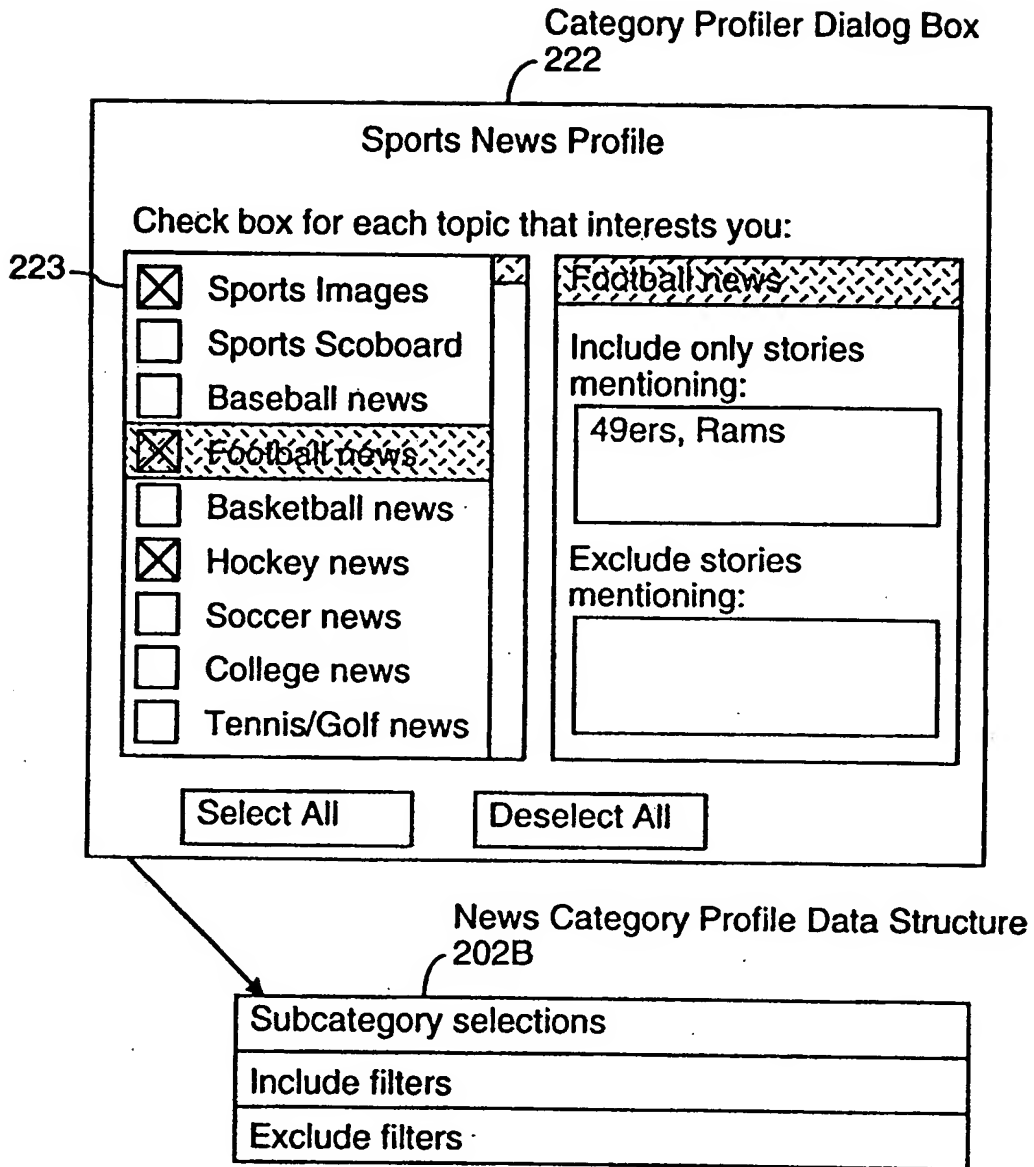 Category Profiler Dialog Box
222
Sports News Profile
Check box for each topic that interests you:
223
Sports Images
Sports Scoboard
Baseball news
Football news
Basketball news
Hockey news
Soccer news
College news
Tennis/Golf news
Football news
Include only stories
mentioning:
49ers, Rams
Exclude stories
mentioning:
Select All
Deselect All
News Category Profile Data Structure
202B
Subcategory selections
Include filters
Exclude filters